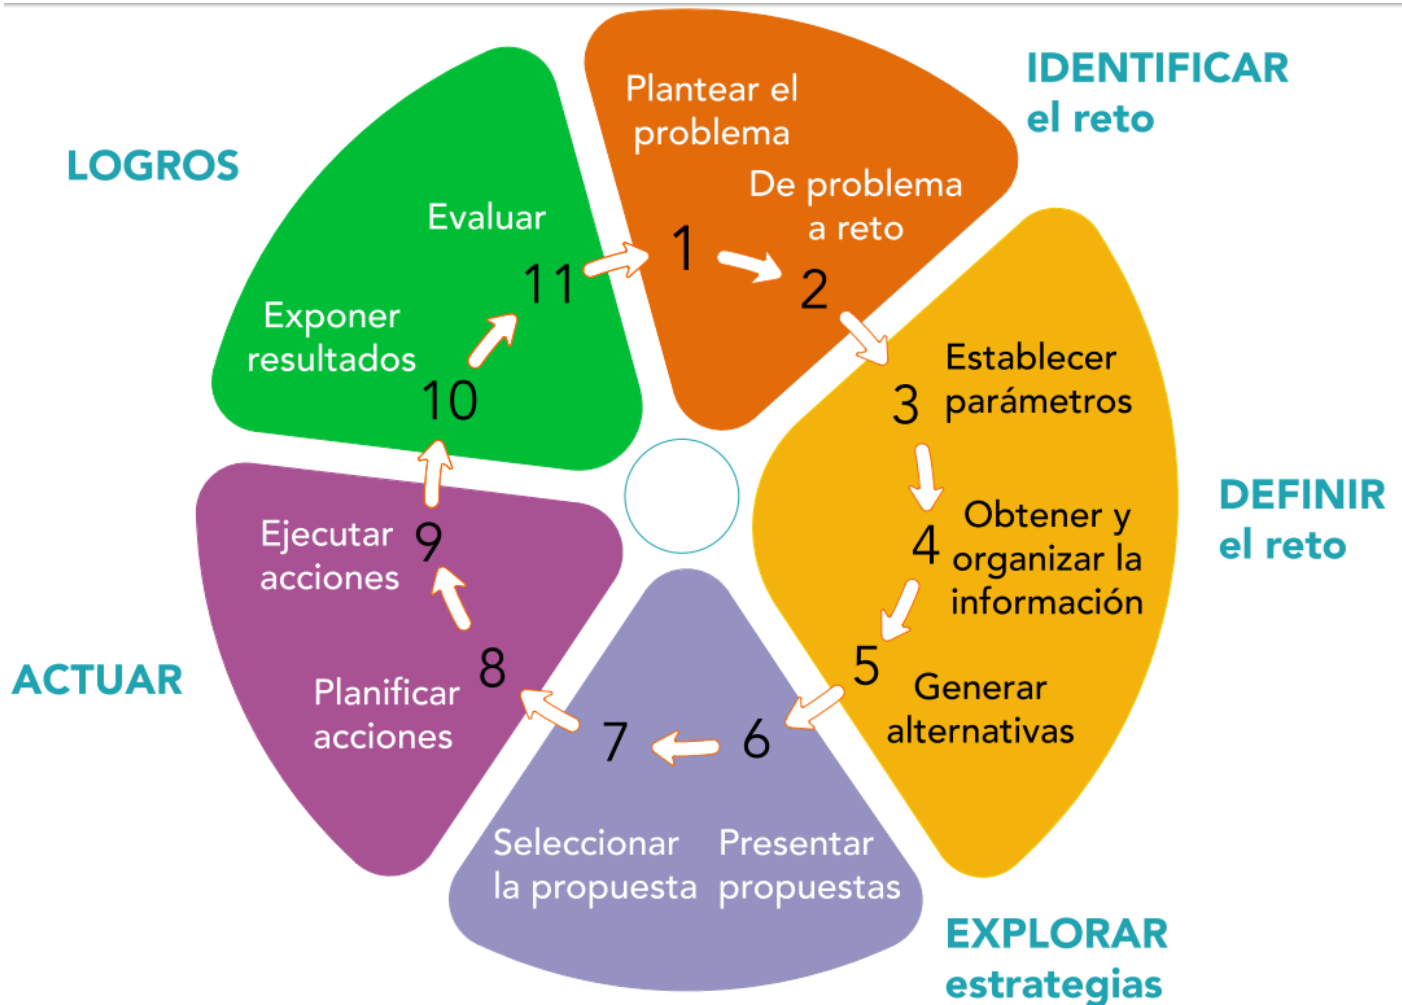 IDENTIFICAR
el reto
Plantear el
problema
1
De problema
a reto
2
DEFINIR
el reto
Establecer
parámetros
3
Obtener y
organizar la
información
4
Generar
alternativas
5
EXPLORAR
estrategias
Presentar
propuestas
6
Seleccionar
la propuesta
7
ACTUAR
Planificar
acciones
8
Ejecutar
acciones
9
LOGROS
Exponer
resultados
10
Evaluar
11